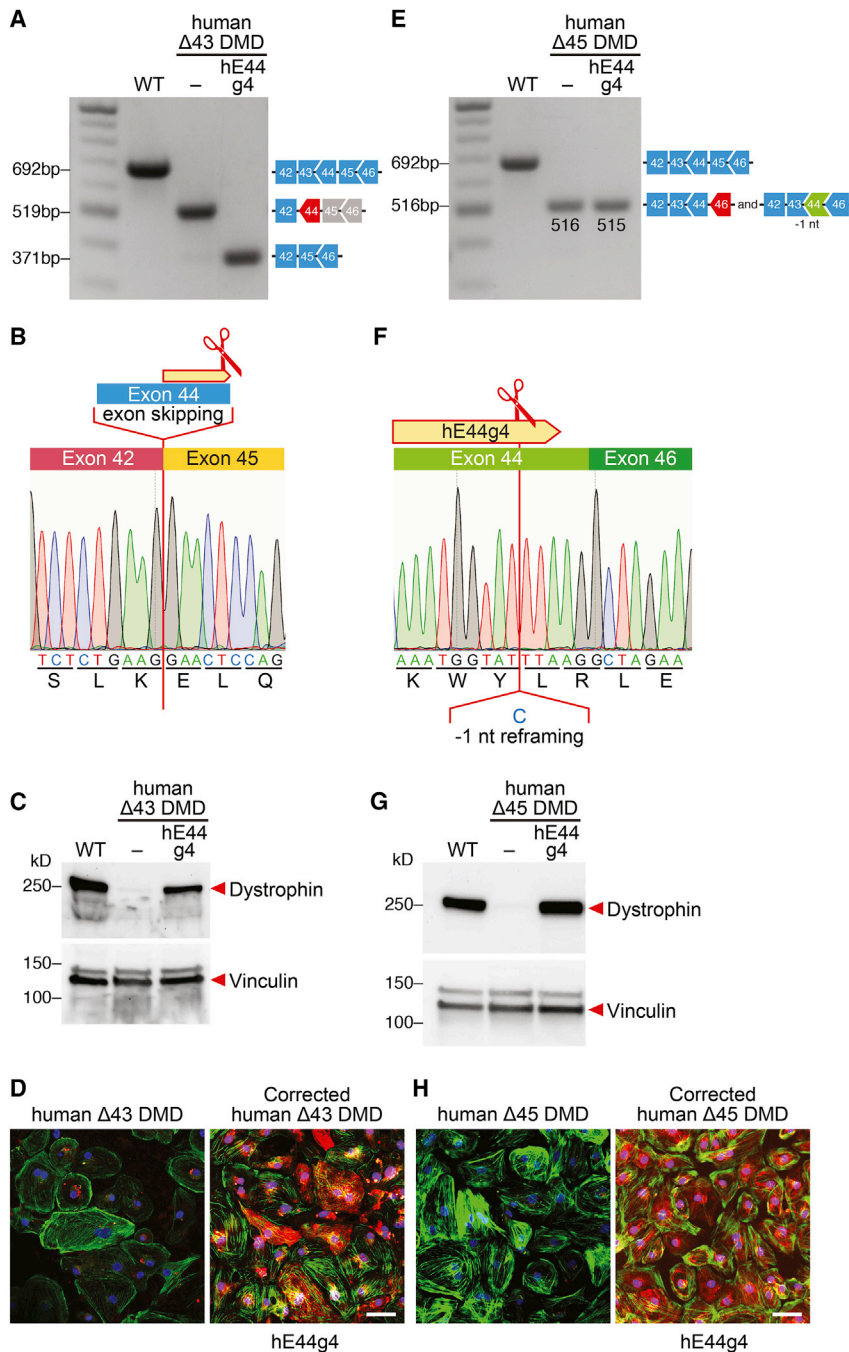 A
human
Δ43 DMD
WT
–
hE44
g4
692bp
519bp
371bp
42 43 44 45 46
42 44 45 46
42 45 46
E
human
Δ45 DMD
WT
–
hE44
g4
692bp
516bp
516 515
42 43 44 45 46
42 43 44 46 and 42 43 44 46
-1 nt
B
Exon 44
exon skipping
Exon 42 Exon 45
TCTCTGAAGGAACTCCAG
S L K E L Q
F
hE44g4
Exon 44 Exon 46
AAATGGTATTTAAGGCTAGAA
K W Y L R L E
C
-1 nt reframing
C
human
Δ43 DMD
WT
–
hE44
g4
kD
250
Dystrophin
150
Vinculin
100
G
human
Δ45 DMD
WT
–
hE44
g4
kD
250
Dystrophin
150
Vinculin
100
D
human Δ43 DMD
Corrected
human Δ43 DMD
hE44g4
H
human Δ45 DMD
Corrected
human Δ45 DMD
hE44g4